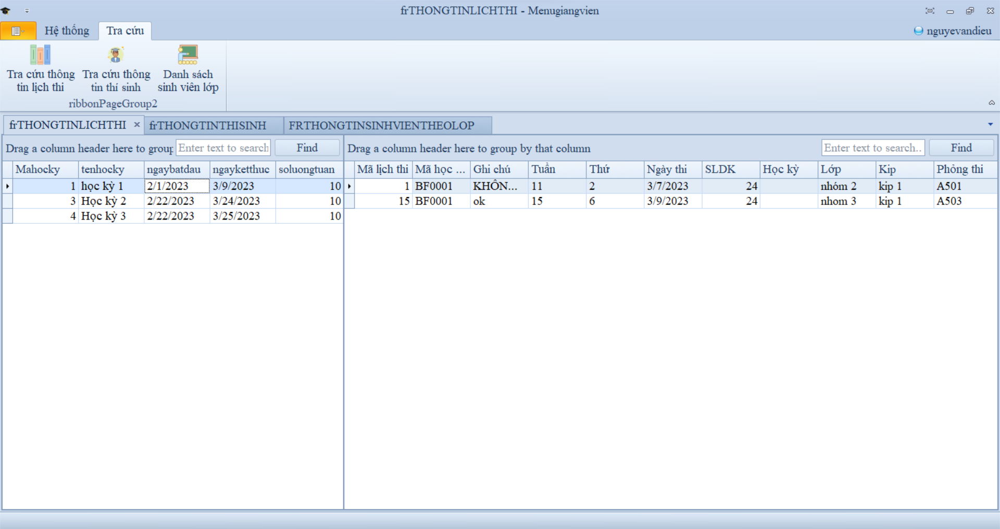 frTHONGTINLICHTHI - Menugiangvien
Hệ thống Tra cứu nguyevandieu
Tra cứu thông tin lịch thi
Tra cứu thông tin thí sinh
Danh sách sinh viên lớp
ribbonPageGroup2
frTHONGTINLICHTHI frTHONGTINTHISINH FRTHONGTINSINHVIENTHEOLOP
Drag a column header here to group Enter text to search Find
Mahocky tenhocky ngaybatdau ngayketthuc soluongtuan
1 học kỳ 1 2/1/2023 3/9/2023 10
3 Học kỳ 2 2/22/2023 3/24/2023 10
4 Học kỳ 3 2/22/2023 3/25/2023 10
Drag a column header here to group by that column Enter text to search.. Find
Mã lịch thi Mã học ... Ghi chú Tuần Thứ Ngày thi SLDK Học kỳ Lớp Kip Phỏng thi
1 BF0001 KHÔN... 11 2 3/7/2023 24 nhóm 2 kip 1 A501
15 BF0001 ok 15 6 3/9/2023 24 nhom 3 kip 1 A503